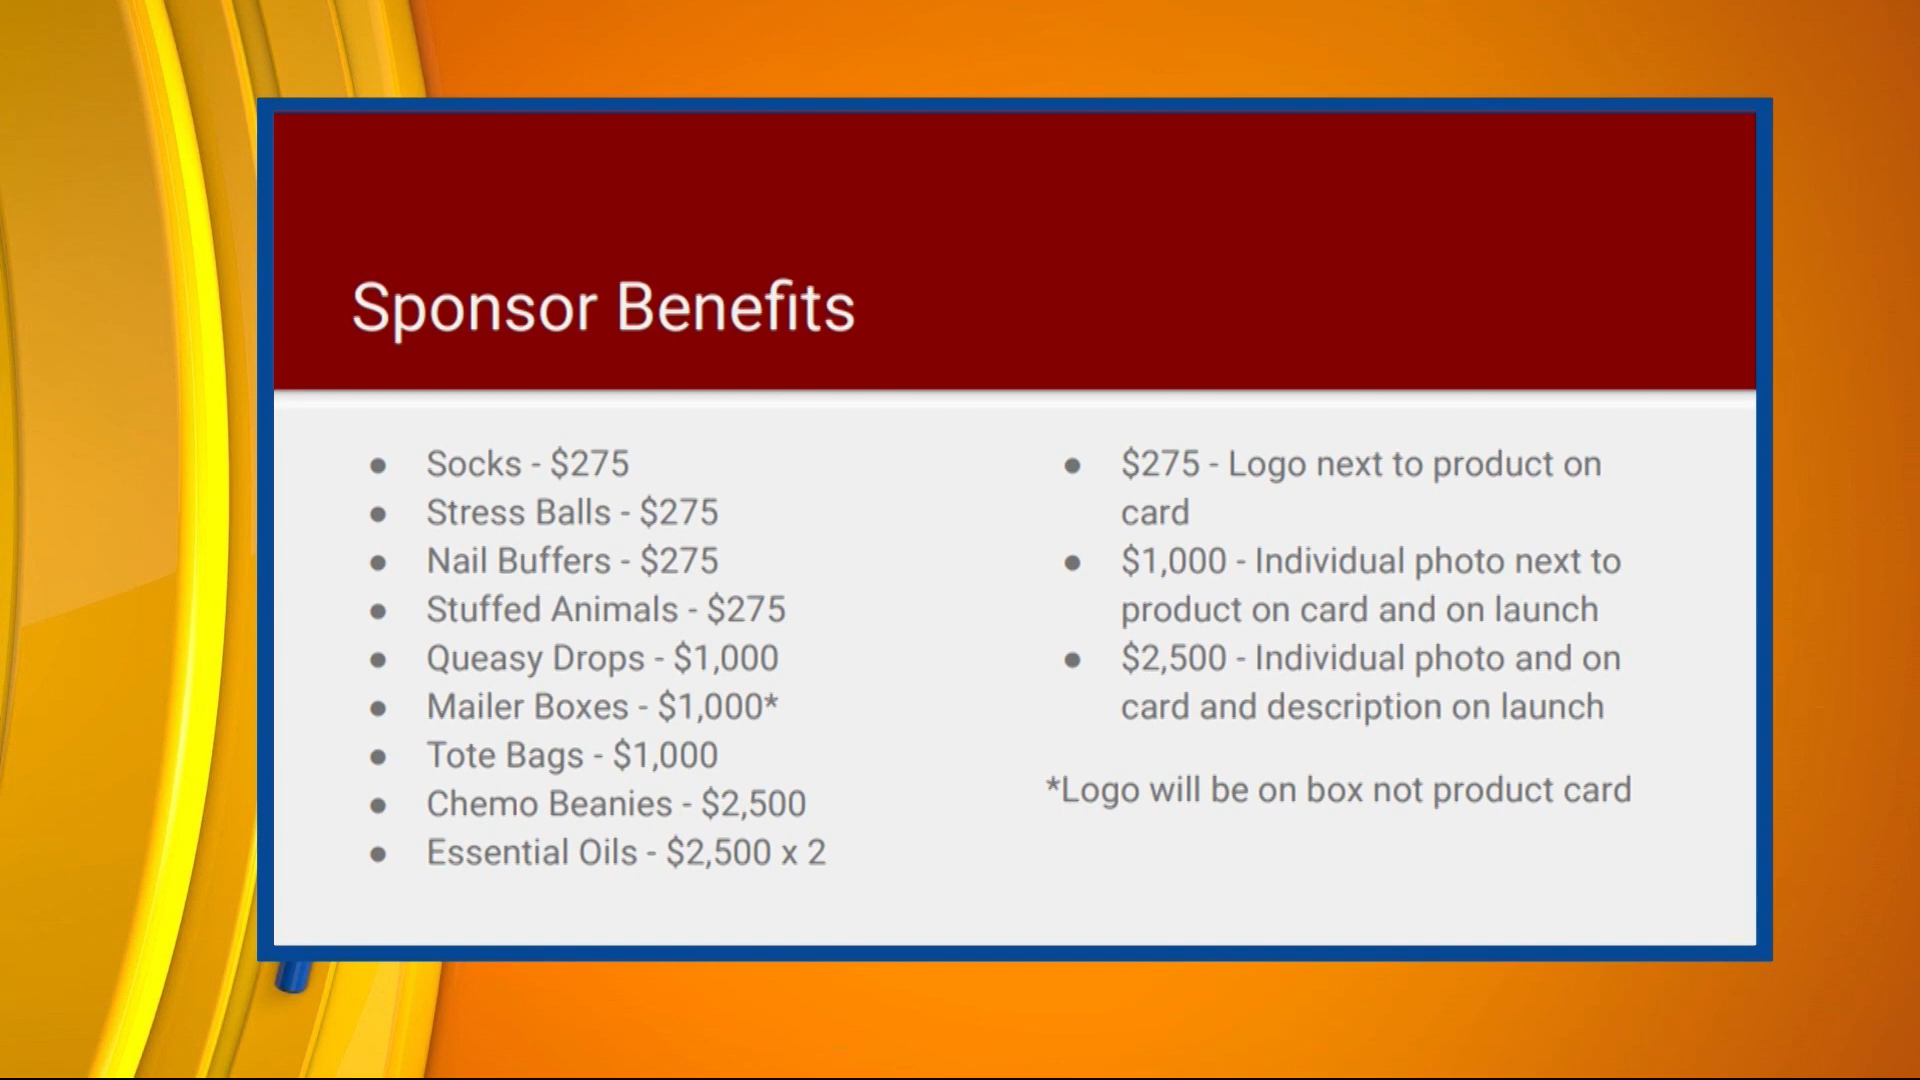 Sponsor Benefits
● Socks - $275
● Stress Balls - $275
● Nail Buffers - $275
● Stuffed Animals - $275
● Queasy Drops - $1,000
● Mailer Boxes - $1,000*
● Tote Bags - $1,000
● Chemo Beanies - $2,500
● Essential Oils - $2,500 x 2
● $275 - Logo next to product on
card
● $1,000 - Individual photo next to
product on card and on launch
● $2,500 - Individual photo and on
card and description on launch
*Logo will be on box not product card